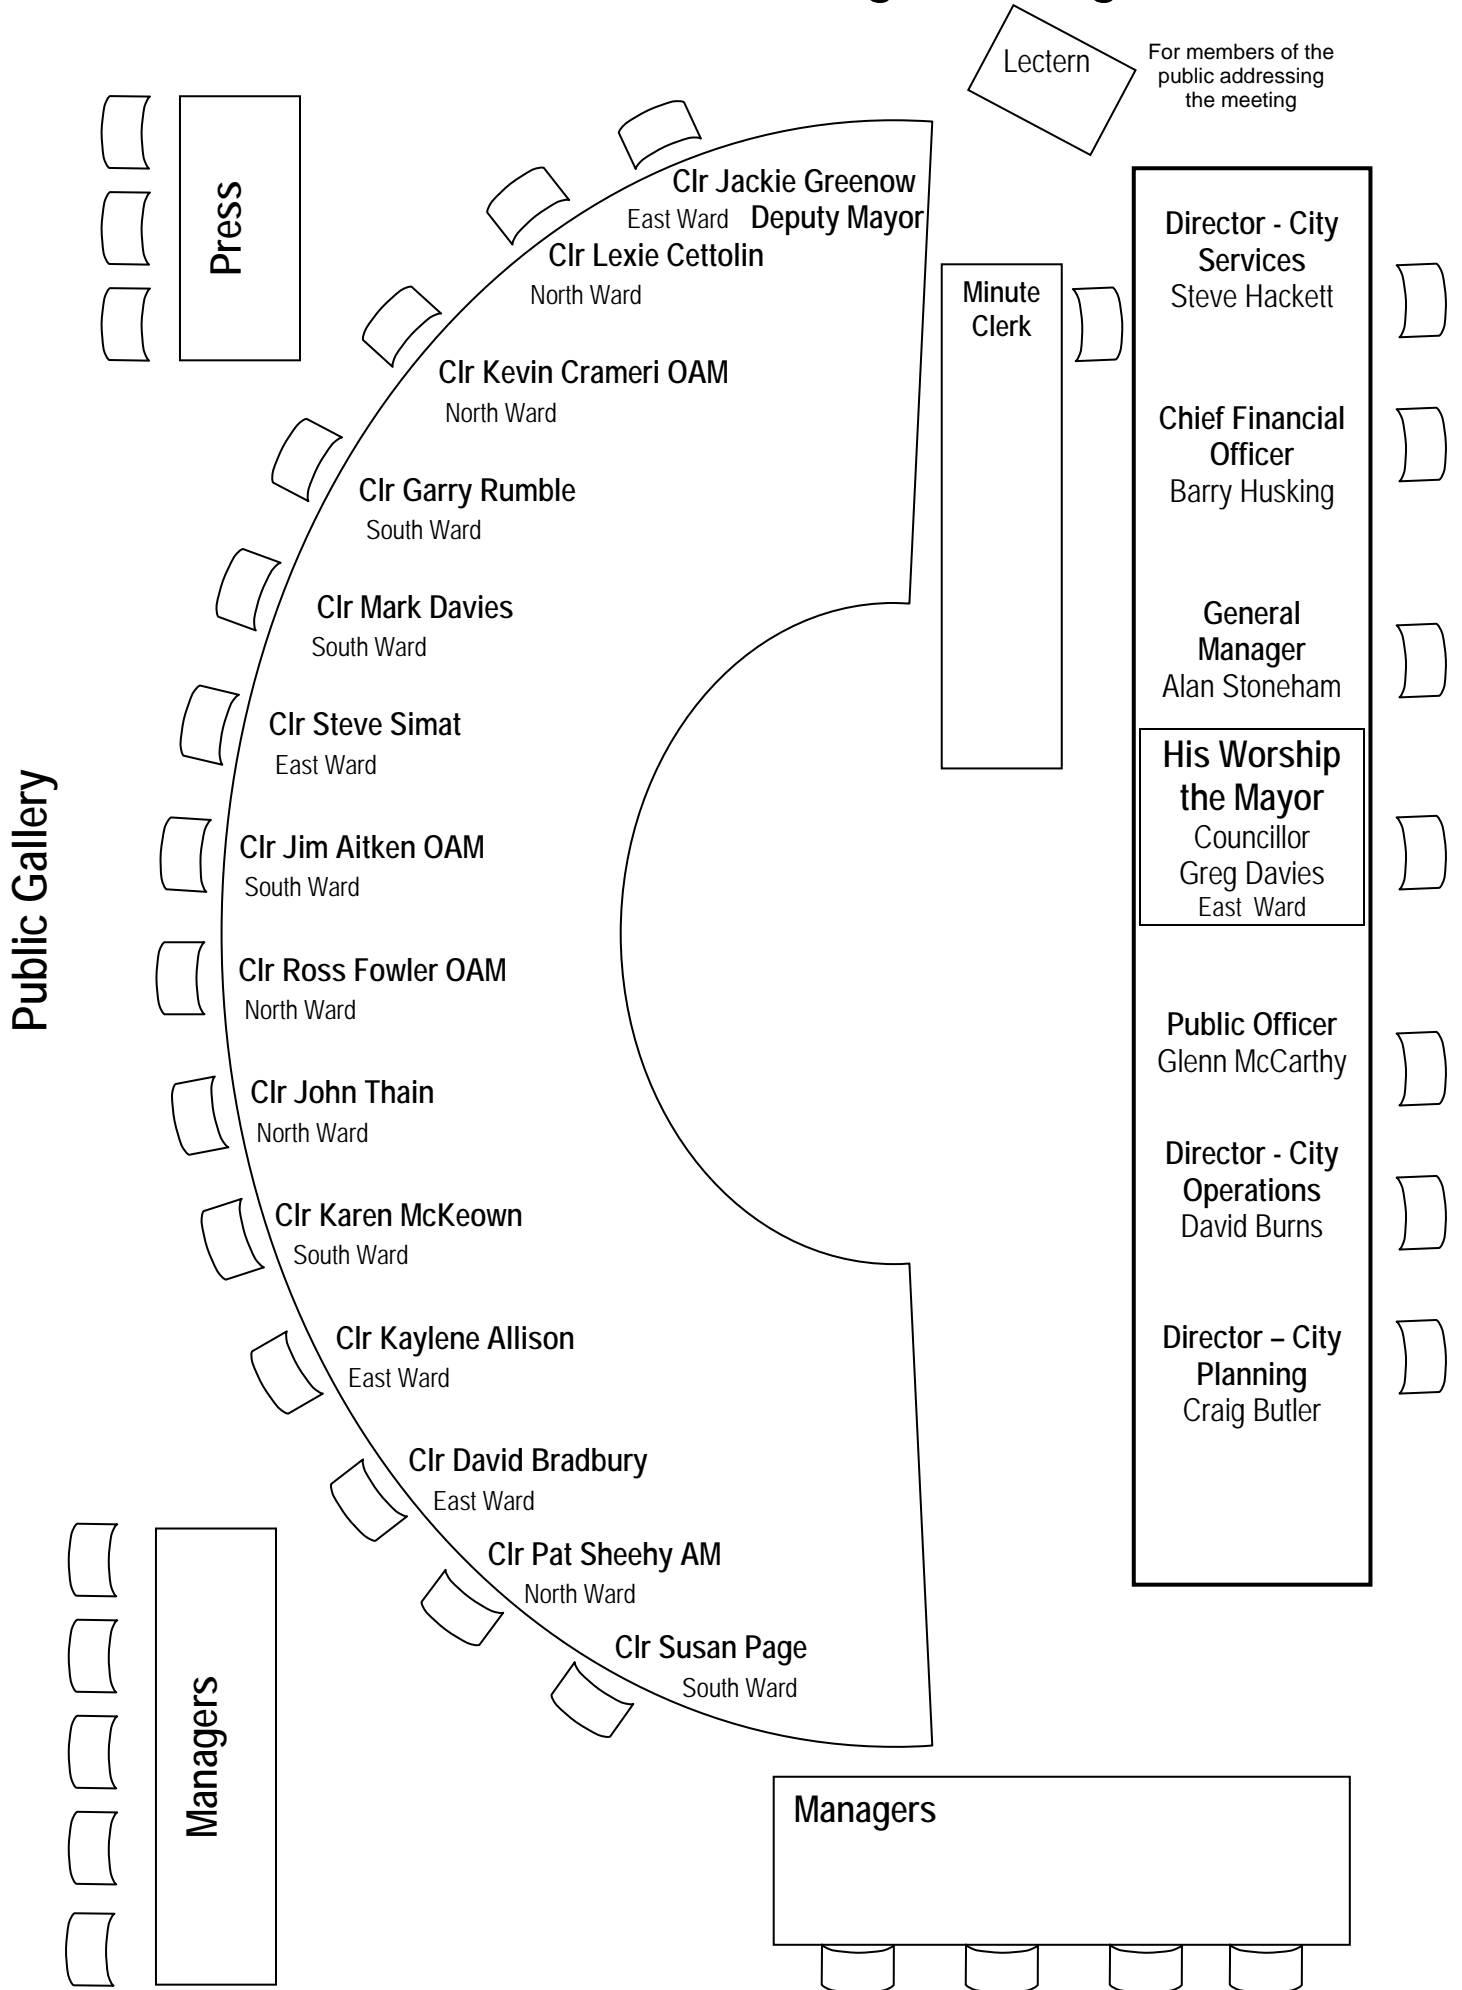 Lectern
For members of the
public addressing
the meeting
Press
Clr Jackie Greenow
East Ward Deputy Mayor
Clr Lexie Cettolin
North Ward
Clr Kevin Crameri OAM
North Ward
Clr Garry Rumble
South Ward
Clr Mark Davies
South Ward
Clr Steve Simat
East Ward
Clr Jim Aitken OAM
South Ward
Clr Ross Fowler OAM
North Ward
Clr John Thain
North Ward
Clr Karen McKeown
South Ward
Clr Kaylene Allison
East Ward
Clr David Bradbury
East Ward
Clr Pat Sheehy AM
North Ward
Clr Susan Page
South Ward
Minute
Clerk
Director - City
Services
Steve Hackett
Chief Financial
Officer
Barry Husking
General
Manager
Alan Stoneham
His Worship
the Mayor
Councillor
Greg Davies
East Ward
Public Officer
Glenn McCarthy
Director - City
Operations
David Burns
Director – City
Planning
Craig Butler
Public Gallery
Managers
Managers